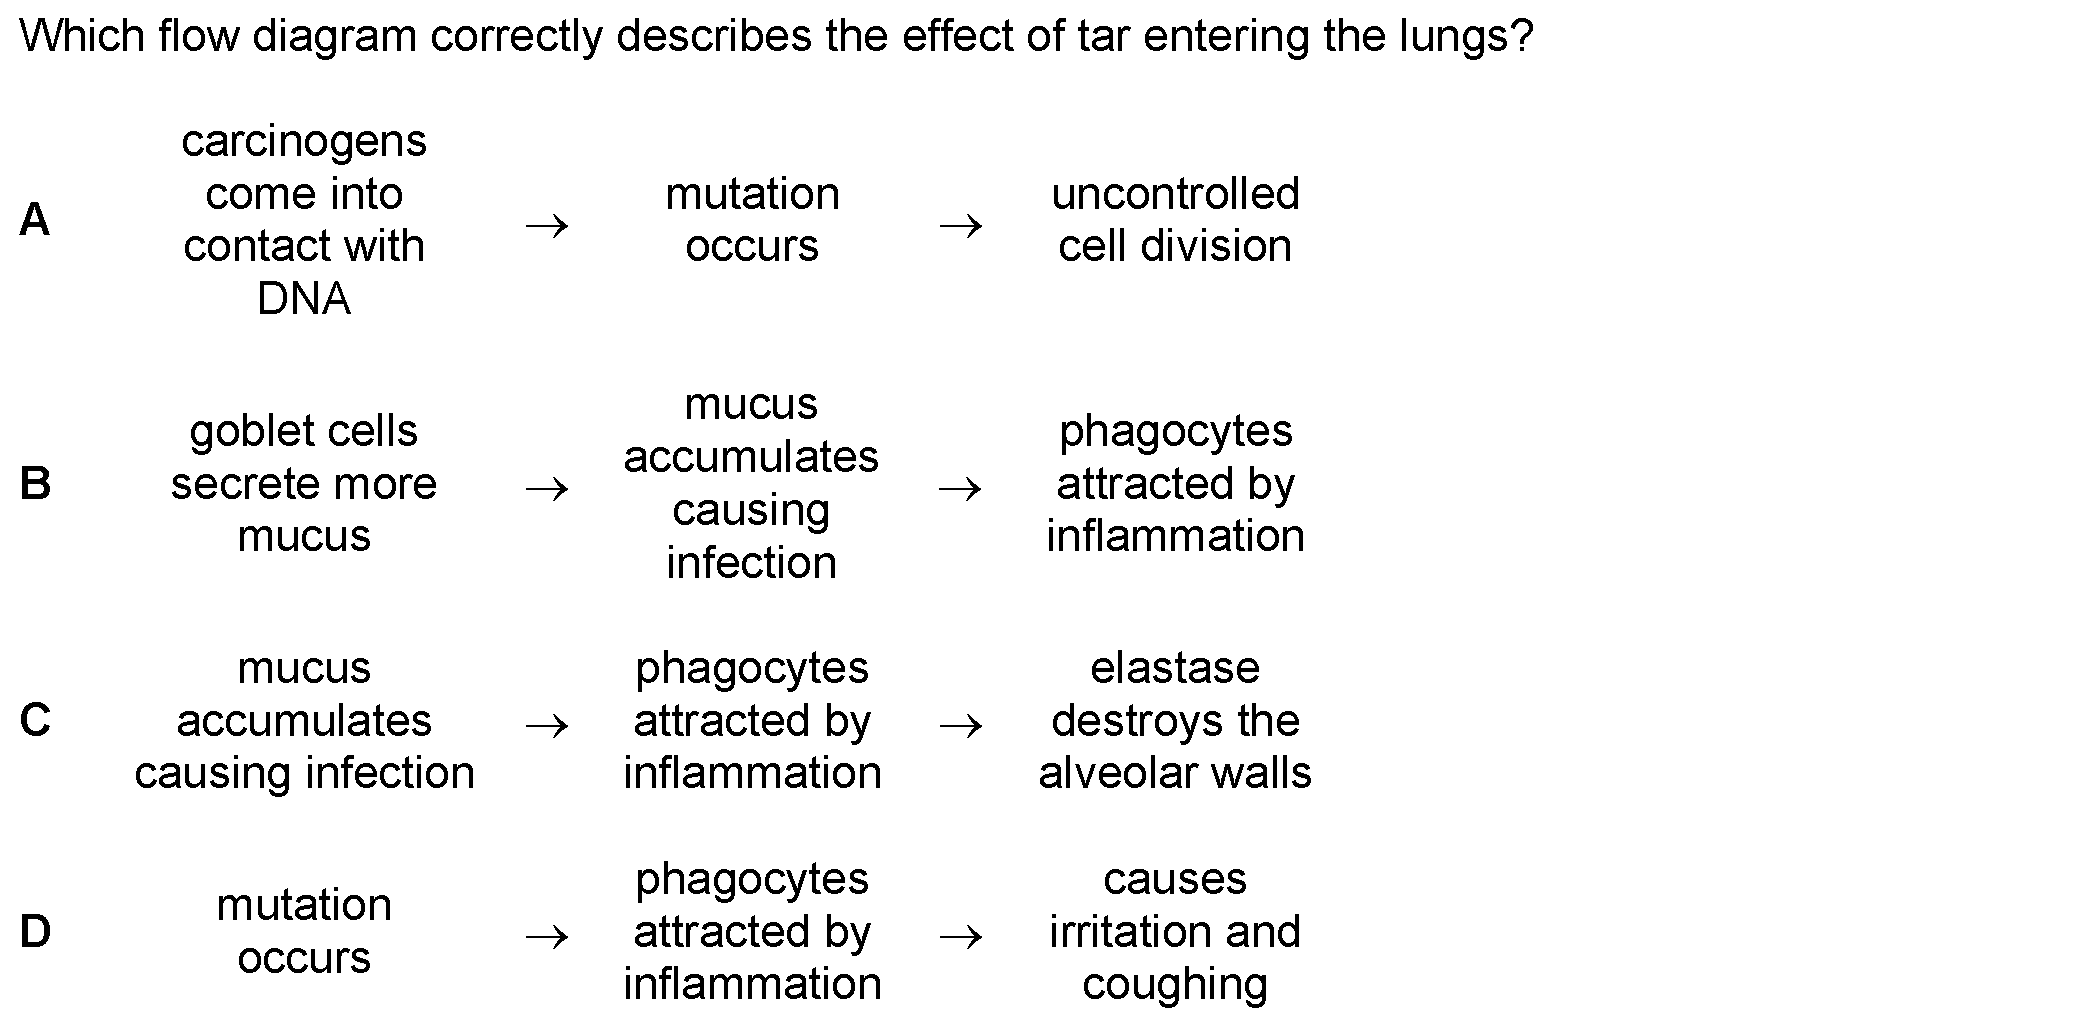 Which flow diagram correctly describes the effect of tar entering the lungs?
A
carcinogens
come into
contact with
DNA
→
mutation
occurs
→
uncontrolled
cell division
B
goblet cells
secrete more
mucus
→
mucus
accumulates
causing
infection
→
phagocytes
attracted by
inflammation
C
mucus
accumulates
causing infection
→
phagocytes
attracted by
inflammation
→
elastase
destroys the
alveolar walls
D
mutation
occurs
→
phagocytes
attracted by
inflammation
→
causes
irritation and
coughing